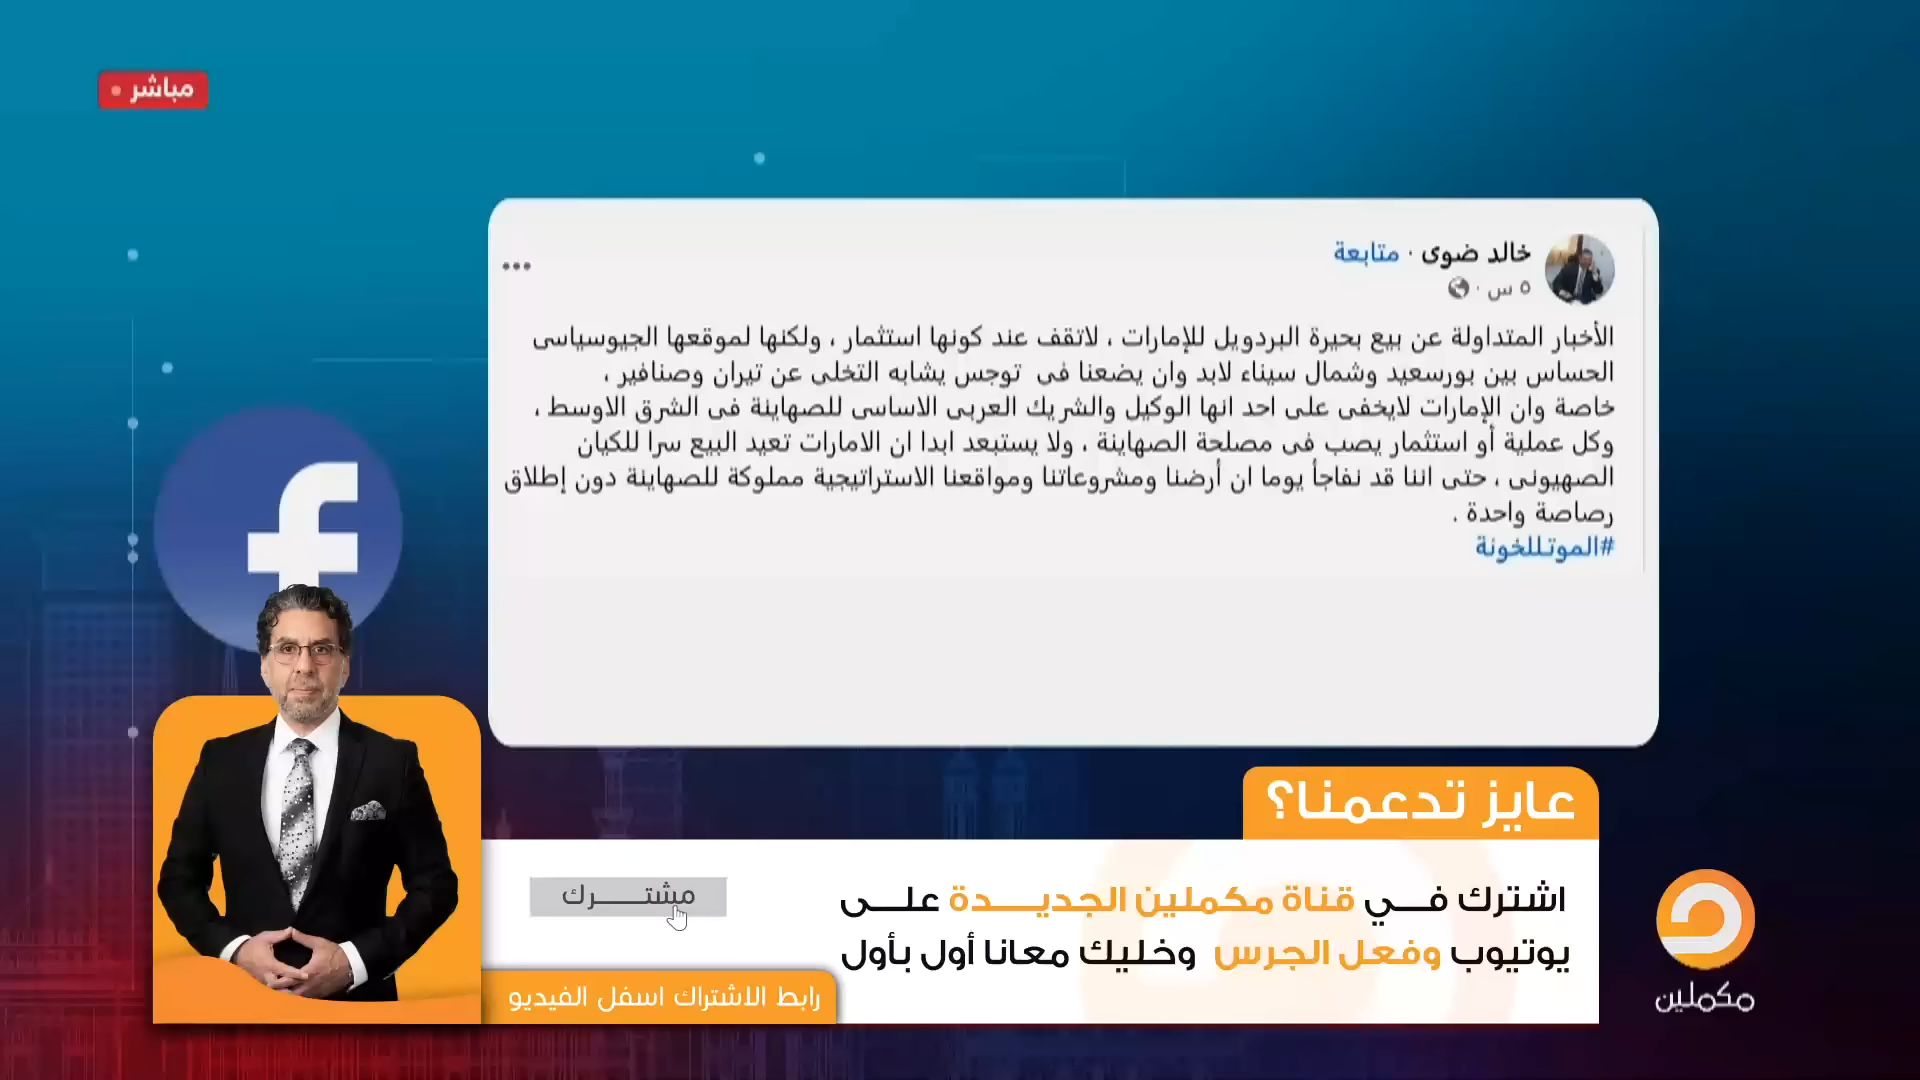 مباشر
خالد ضوى · متابعة
٥ س ·
الأخبار المتداولة عن بيع بحيرة البردويل للإمارات ، لاتقف عند كونها استثمار ، ولكنها لموقعها الجيوسياسى
الحساس بين بورسعيد وشمال سيناء لابد وان يضعنا فى توجس يشابه التخلى عن تيران وصنافير ،
خاصة وان الإمارات لايخفى على احد انها الوكيل والشريك العربى الاساسى للصهاينة فى الشرق الاوسط ،
وكل عملية أو استثمار يصب فى مصلحة الصهاينة ، ولا يستبعد ابدا ان الامارات تعيد البيع سرا للكيان
الصهيونى ، حتى اننا قد نفاجأ يوما ان أرضنا ومشروعاتنا ومواقعنا الاستراتيجية مملوكة للصهاينة دون إطلاق
رصاصة واحدة .
#الموتللخونة
عايز تدعمنا؟
اشترك فـــي قناة مكملين الجديـــــدة علـــى
يوتيوب وفعل الجرس وخليك معانا أول بأول
مشتـــــــرك
رابط الاشتراك اسفل الفيديو
مكملين